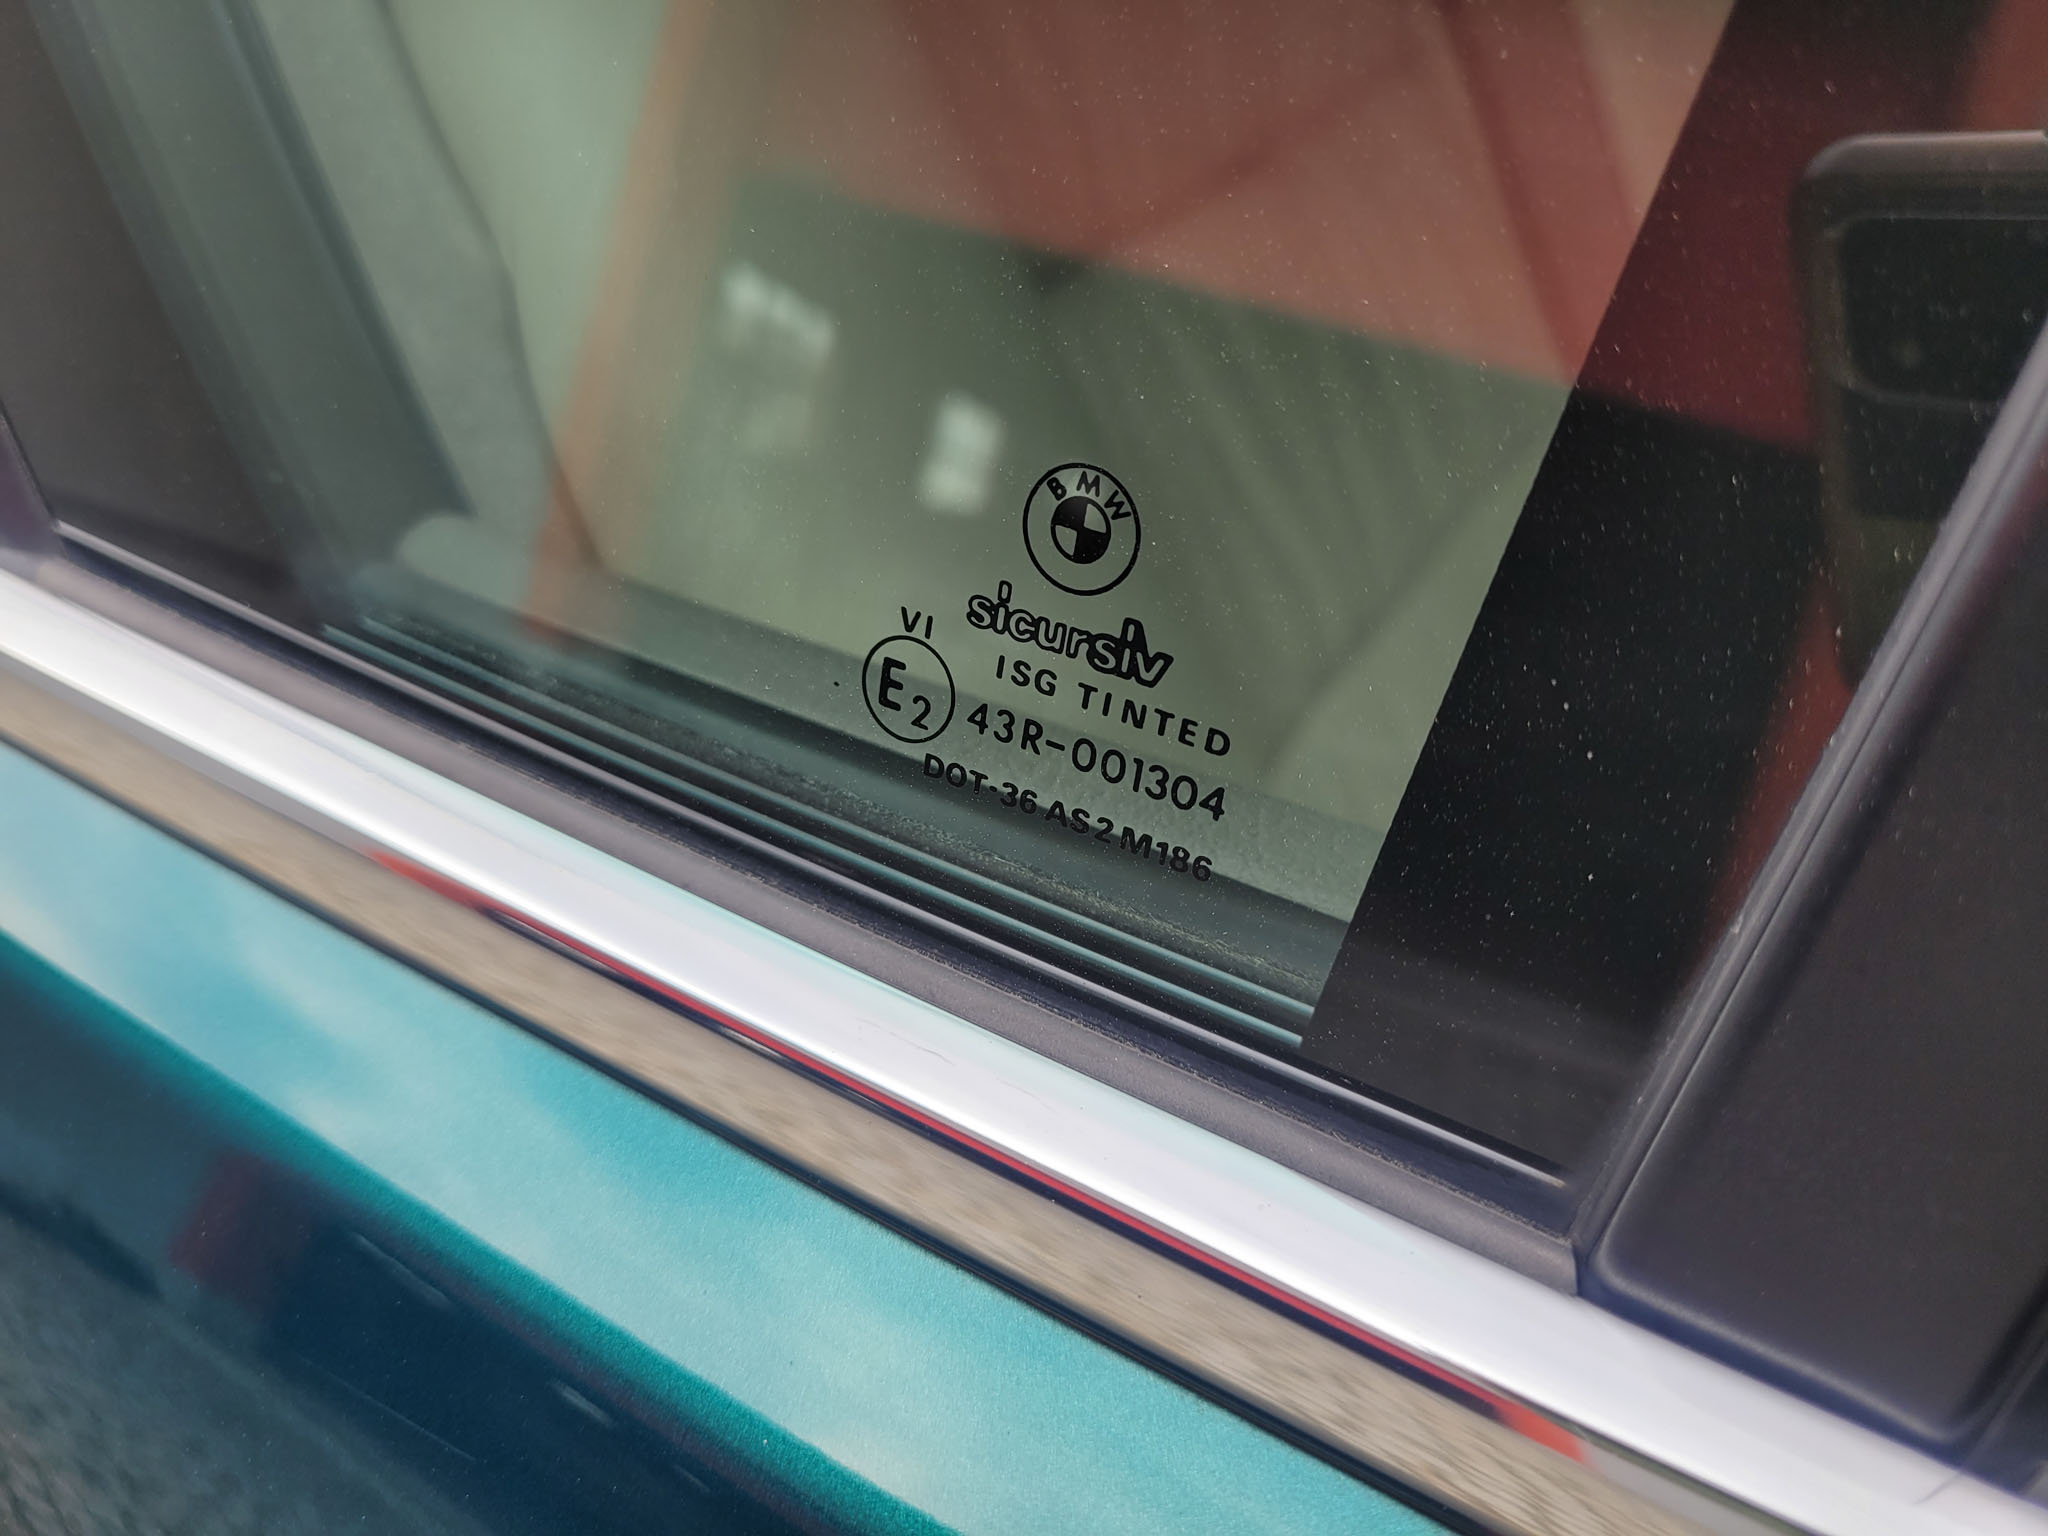 BMW
sicursiv
VI
ISG TINTED
E2
43R-001304
DOT-36 AS2 M186